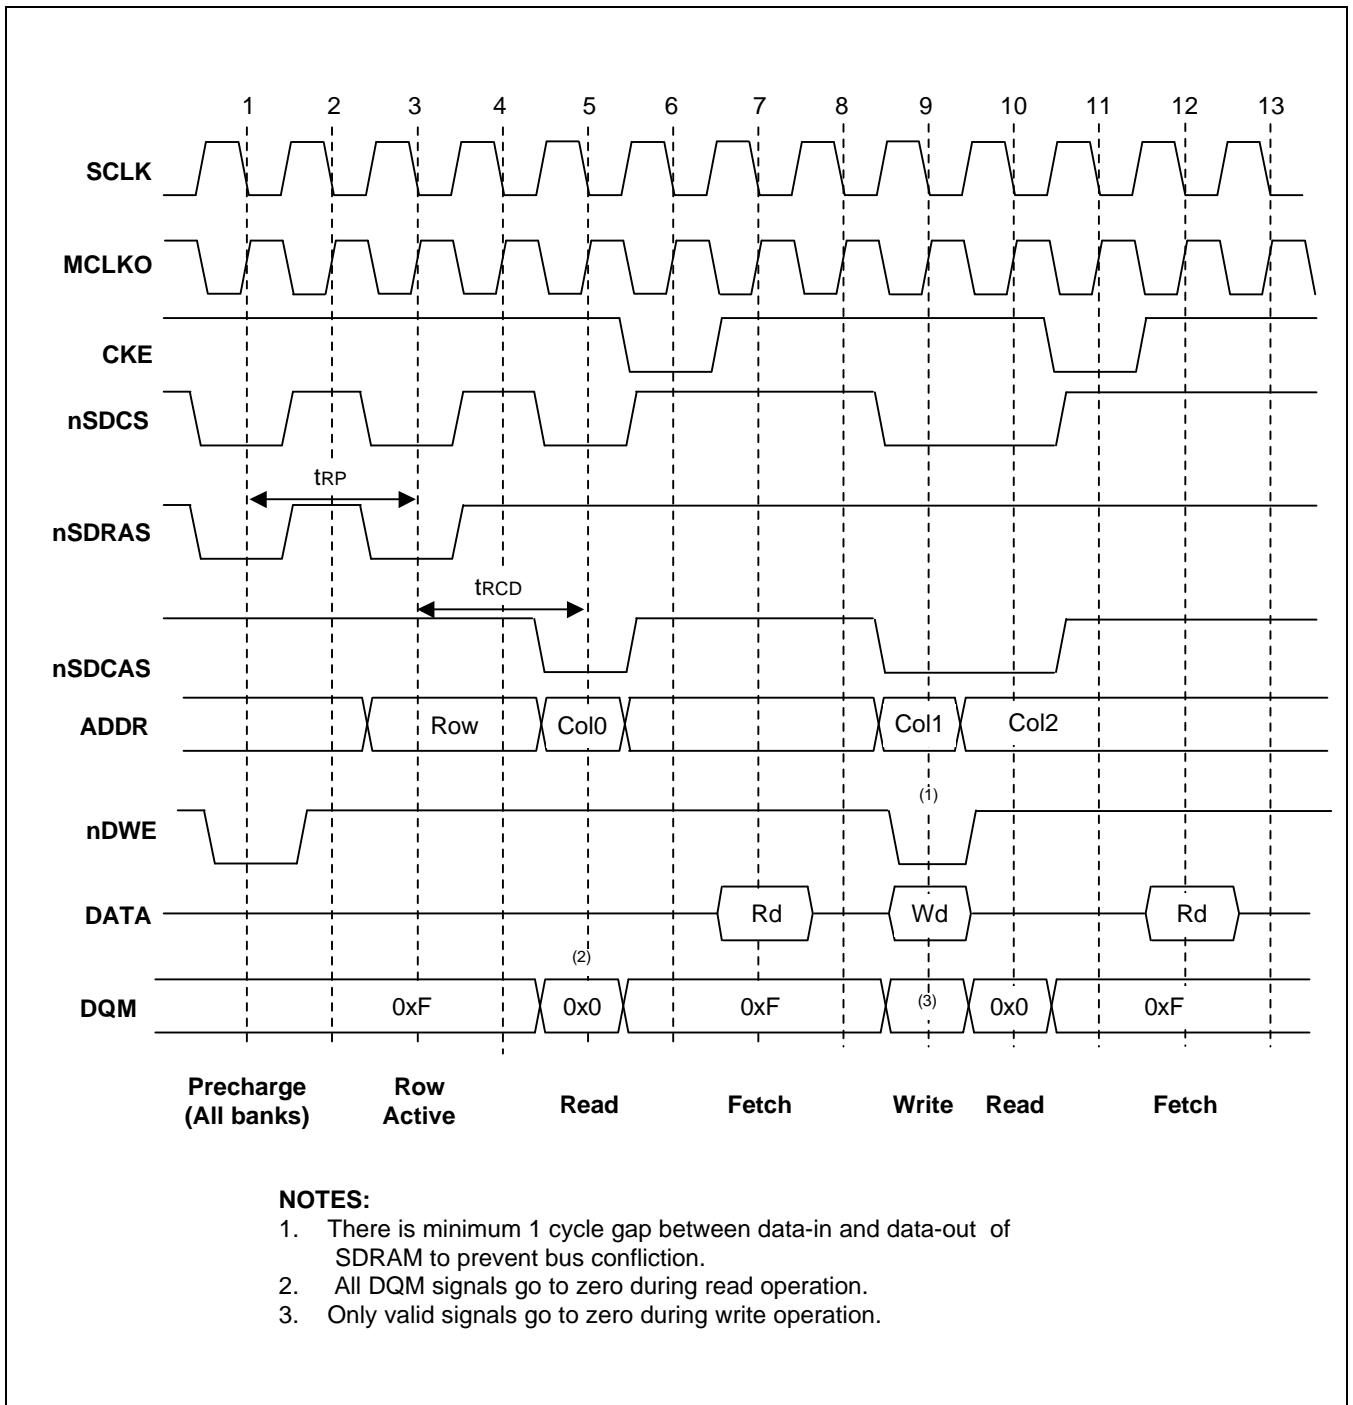 1 2 3 4 5 6 7 8 9 10 11 12 13
SCLK
MCLKO
CKE
nSDCS
tRP
nSDRAS
tRCD
nSDCAS
ADDR Row Col0 Col1 Col2
(1)
nDWE
DATA Rd Wd Rd
(2)
DQM 0xF 0x0 0xF (3) 0x0 0xF
Precharge
(All banks)
Row
Active
Read
Fetch
Write
Read
Fetch
NOTES:
1. There is minimum 1 cycle gap between data-in and data-out of
SDRAM to prevent bus confliction.
2. All DQM signals go to zero during read operation.
3. Only valid signals go to zero during write operation.